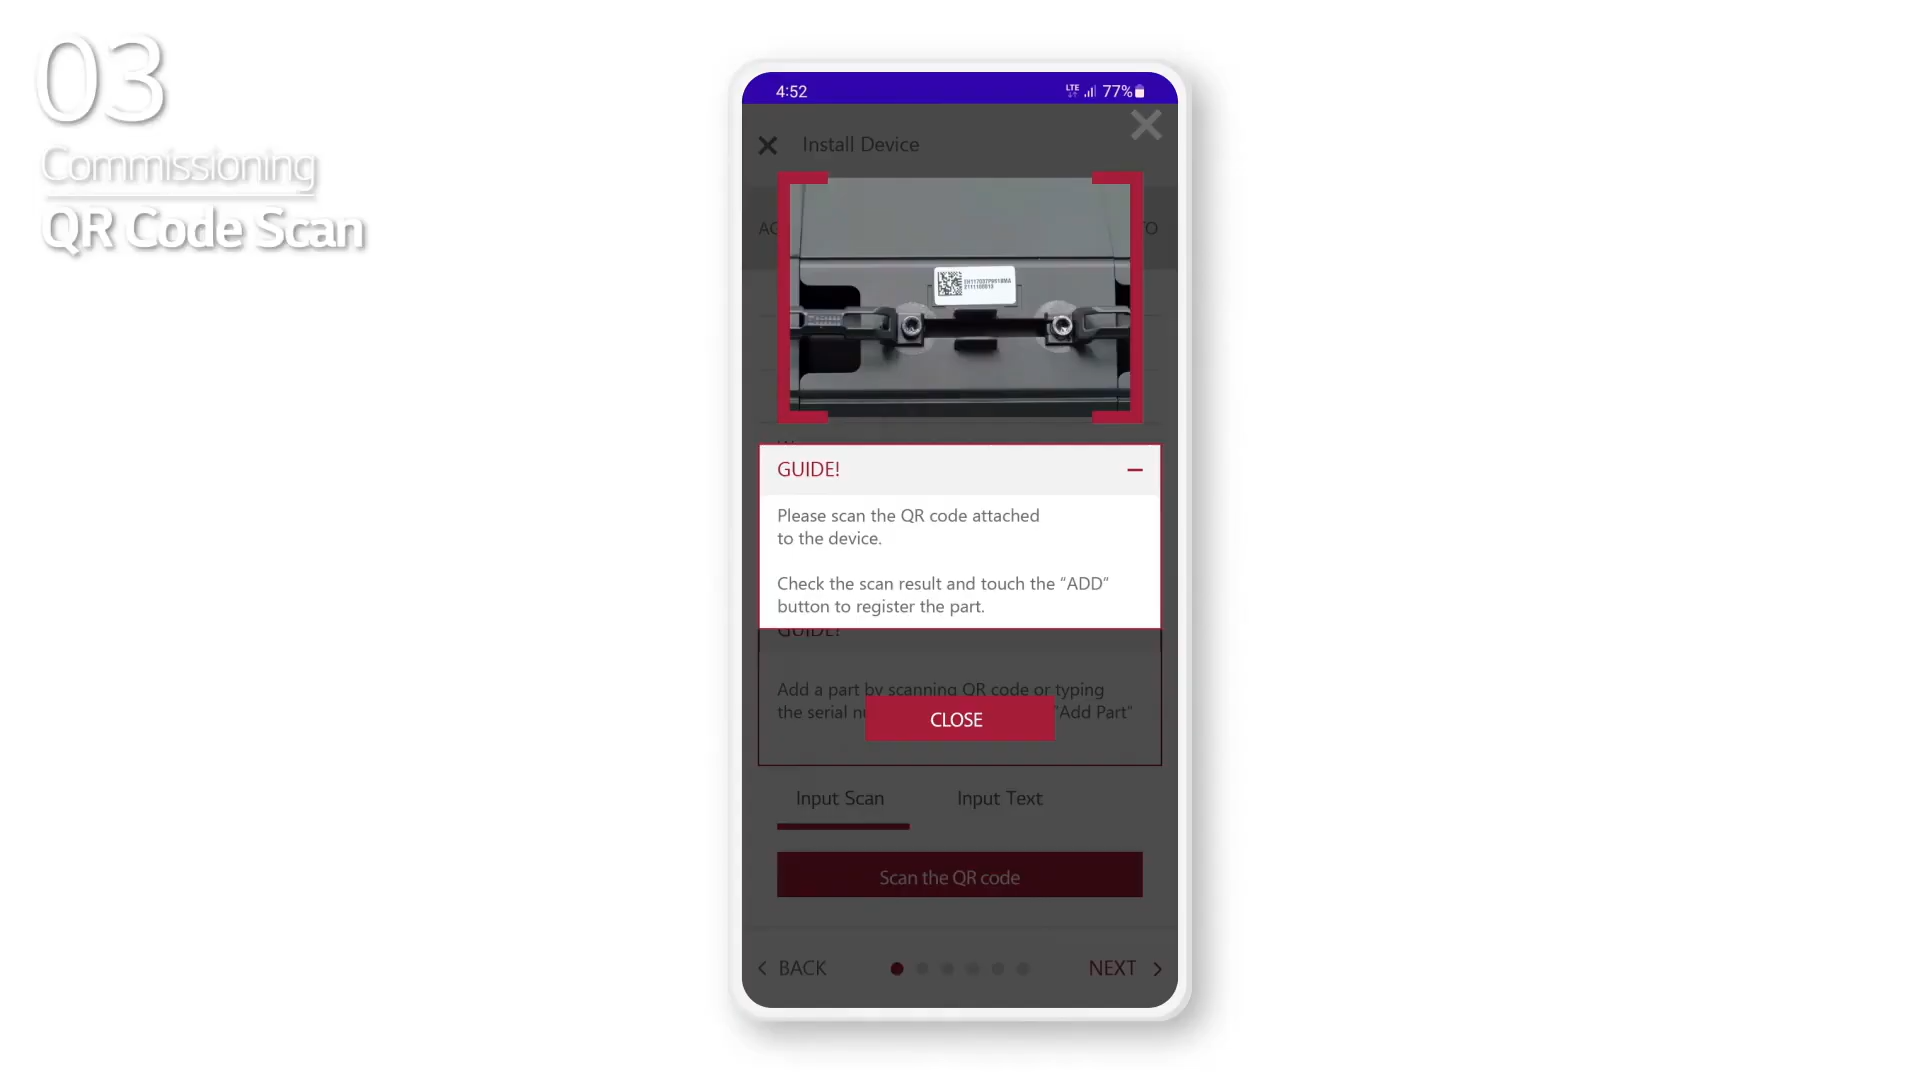 03
Commissioning
QR Code Scan
4:52
LTE
77%
Install Device
GUIDE!
Please scan the QR code attached
to the device.
Check the scan result and touch the “ADD”
button to register the part.
GUIDE!
Add a part by scanning QR code or typing
the serial “Add Part”
CLOSE
Input Scan
Input Text
Scan the QR code
BACK
NEXT